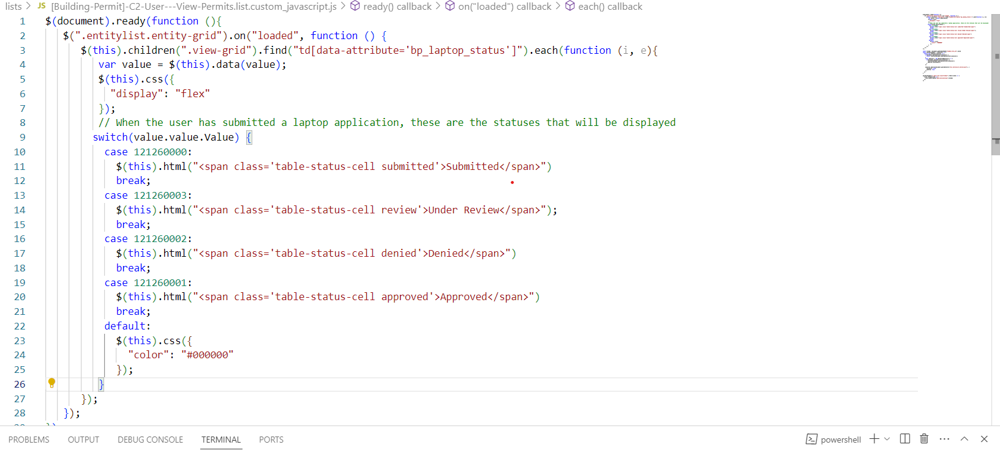 lists > JS [Building-Permit]-C2-User---View-Permits.list.custom_javascript.js > ready() callback > on("loaded") callback > each() callback
1 $(document).ready(function (){
2 $(".entitylist.entity-grid").on("loaded", function () {
3 $(this).children(".view-grid").find("td[data-attribute='bp_laptop_status']").each(function (i, e){
4 var value = $(this).data(value);
5 $(this).css({
6 "display": "flex"
7 });
8 // When the user has submitted a laptop application, these are the statuses that will be displayed
9 switch(value.value.Value) {
10 case 121260000:
11 $(this).html("<span class='table-status-cell submitted'>Submitted</span>")
12 break;
13 case 121260003:
14 $(this).html("<span class='table-status-cell review'>Under Review</span>");
15 break;
16 case 121260002:
17 $(this).html("<span class='table-status-cell denied'>Denied</span>")
18 break;
19 case 121260001:
20 $(this).html("<span class='table-status-cell approved'>Approved</span>")
21 break;
22 default:
23 $(this).css({
24 "color": "#000000"
25 });
26 }
27 });
28 });
PROBLEMS OUTPUT DEBUG CONSOLE TERMINAL PORTS powershell